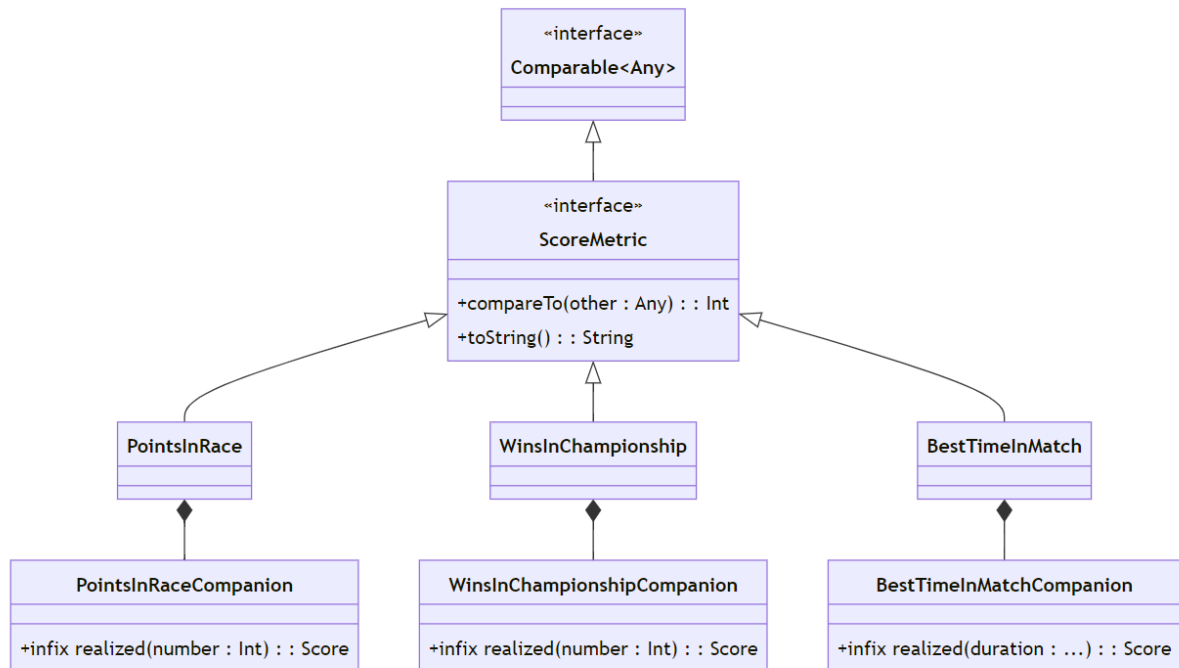 «interface»
Comparable<Any>
«interface»
ScoreMetric
+compareTo(other : Any) : : Int
+toString() : : String
PointsInRace
WinsInChampionship
BestTimeInMatch
PointsInRaceCompanion
+infix realized(number : Int) : : Score
WinsInChampionshipCompanion
+infix realized(number : Int) : : Score
BestTimeInMatchCompanion
+infix realized(duration : ...) : : Score